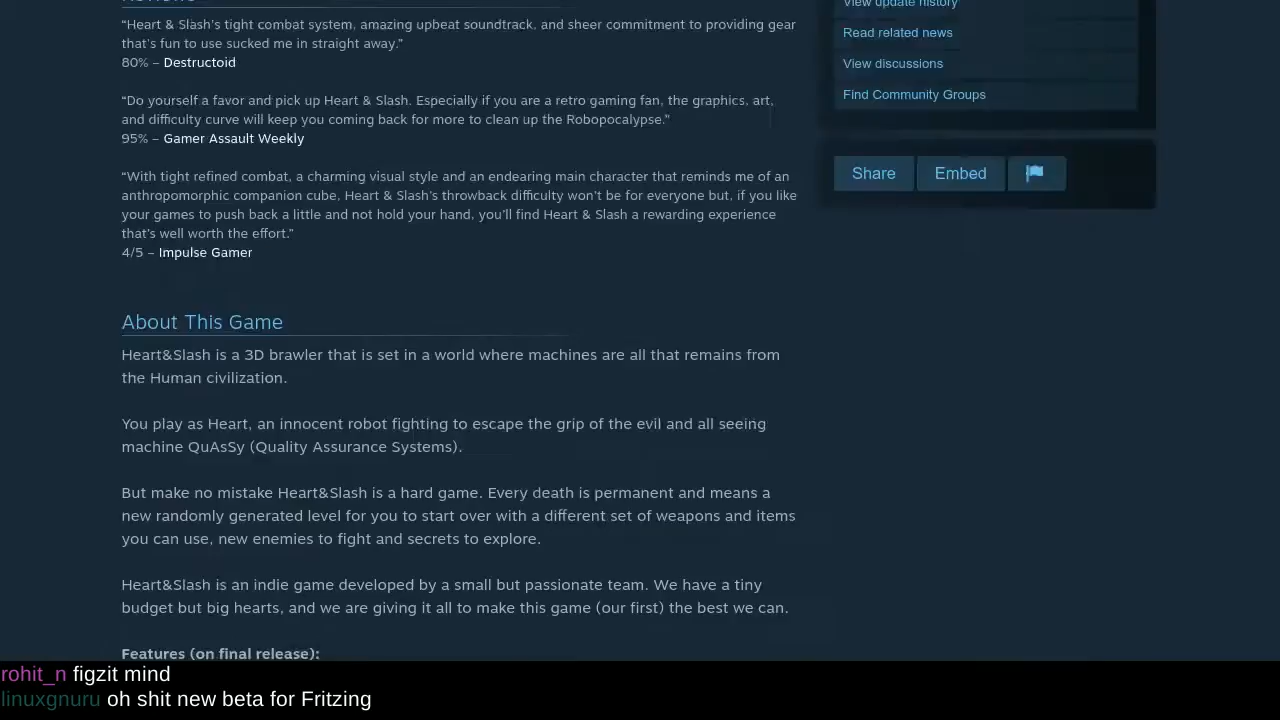 “Heart & Slash’s tight combat system, amazing upbeat soundtrack, and sheer commitment to providing gear
that’s fun to use sucked me in straight away.”
80% – Destructoid
“Do yourself a favor and pick up Heart & Slash. Especially if you are a retro gaming fan, the graphics, art,
and difficulty curve will keep you coming back for more to clean up the Robopocalypse.”
95% – Gamer Assault Weekly
“With tight refined combat, a charming visual style and an endearing main character that reminds me of an
anthropomorphic companion cube, Heart & Slash’s throwback difficulty won’t be for everyone but, if you like
your games to push back a little and not hold your hand, you’ll find Heart & Slash a rewarding experience
that’s well worth the effort.”
4/5 – Impulse Gamer
About This Game
Heart&Slash is a 3D brawler that is set in a world where machines are all that remains from
the Human civilization.
You play as Heart, an innocent robot fighting to escape the grip of the evil and all seeing
machine QuAsSy (Quality Assurance Systems).
But make no mistake Heart&Slash is a hard game. Every death is permanent and means a
new randomly generated level for you to start over with a different set of weapons and items
you can use, new enemies to fight and secrets to explore.
Heart&Slash is an indie game developed by a small but passionate team. We have a tiny
budget but big hearts, and we are giving it all to make this game (our first) the best we can.
Features (on final release):
View update history
Read related news
View discussions
Find Community Groups
Share
Embed
rohit_n figzit mind
linuxgnuru oh shit new beta for Fritzing